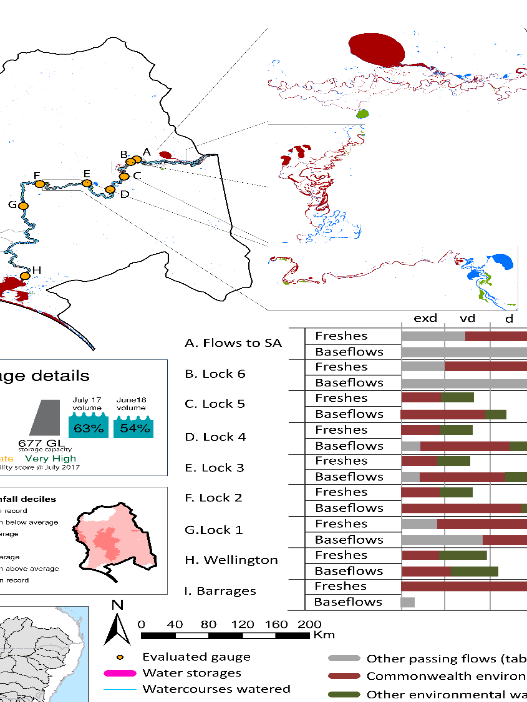 A
B
C
D
E
F
G
H
exd vd d
A. Flows to SA
Freshes
Baseflows
B. Lock 6
Freshes
Baseflows
C. Lock 5
Freshes
Baseflows
D. Lock 4
Freshes
Baseflows
E. Lock 3
Freshes
Baseflows
F. Lock 2
Freshes
Baseflows
G.Lock 1
Freshes
Baseflows
H. Wellington
Freshes
Baseflows
I. Barrages
Freshes
Baseflows
age details
July 17 volume
June16 volume
63%
54%
677 GL
storage capacity
ate Very High
bility score in July 2017
nfall deciles
n record
h below average
erage
erage
h above average
n record
N
0 40 80 120 160 200
Km
Evaluated gauge
Water storages
Watercourses watered
Other passing flows (tab
Commonwealth environ
Other environmental wa